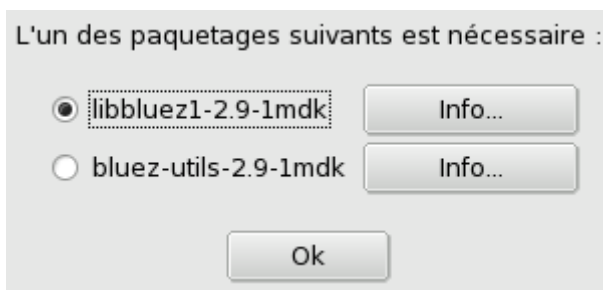 L'un des paquetages suivants est nécessaire :
libbluez1-2.9-1mdk Info...
bluez-utils-2.9-1mdk Info...
Ok